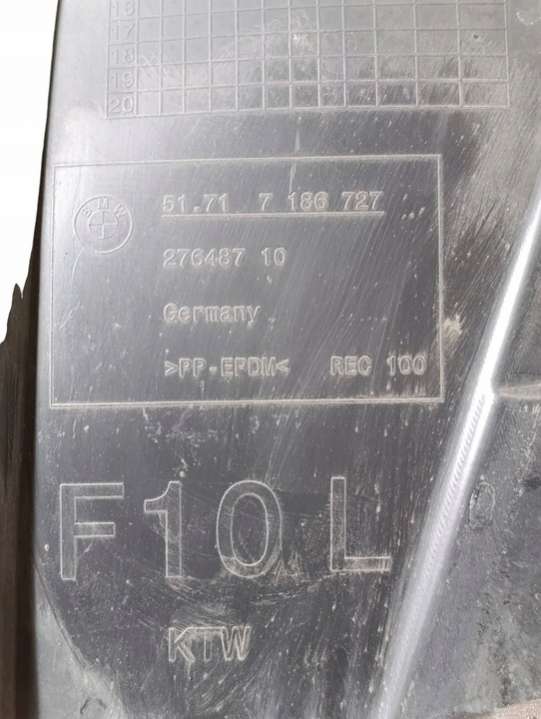 16
17
18
19
20
BMW
51.71 7 186 727
276487 10
Germany
>PP-EPDM< REC 100
F10 L
KTW